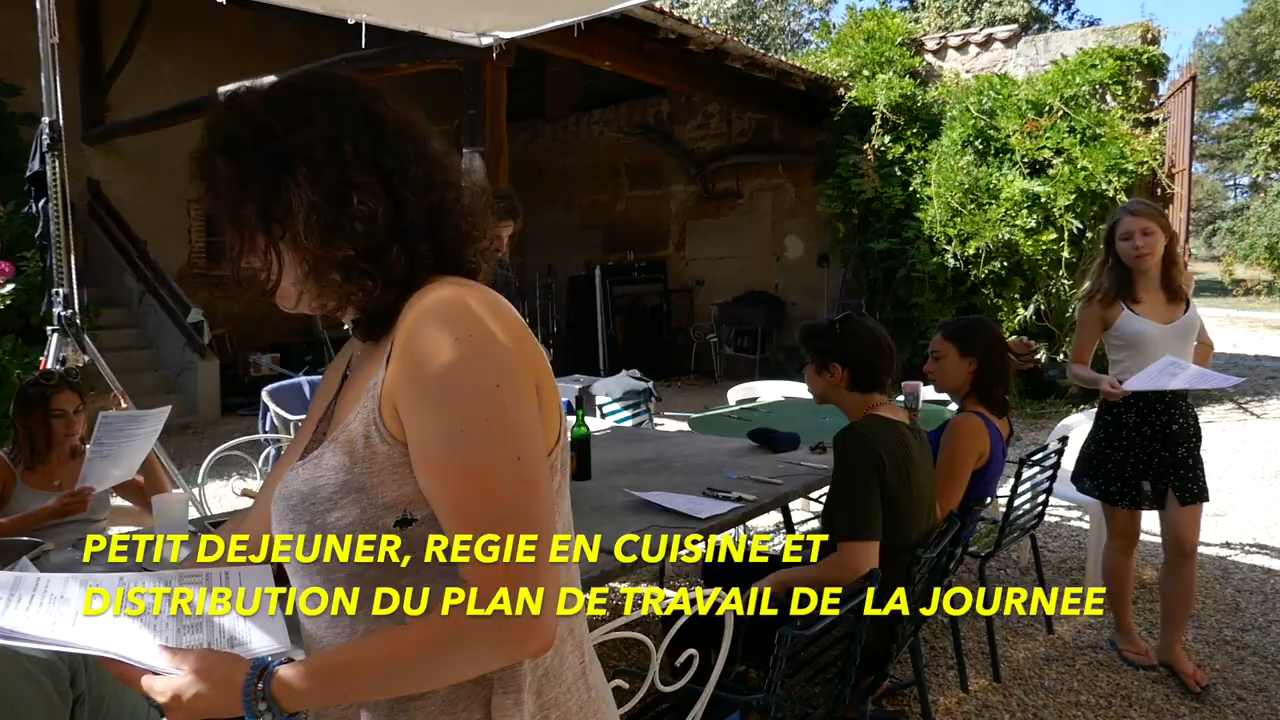 PETIT DEJEUNER, REGIE EN CUISINE ET
DISTRIBUTION DU PLAN DE TRAVAIL DE LA JOURNEE